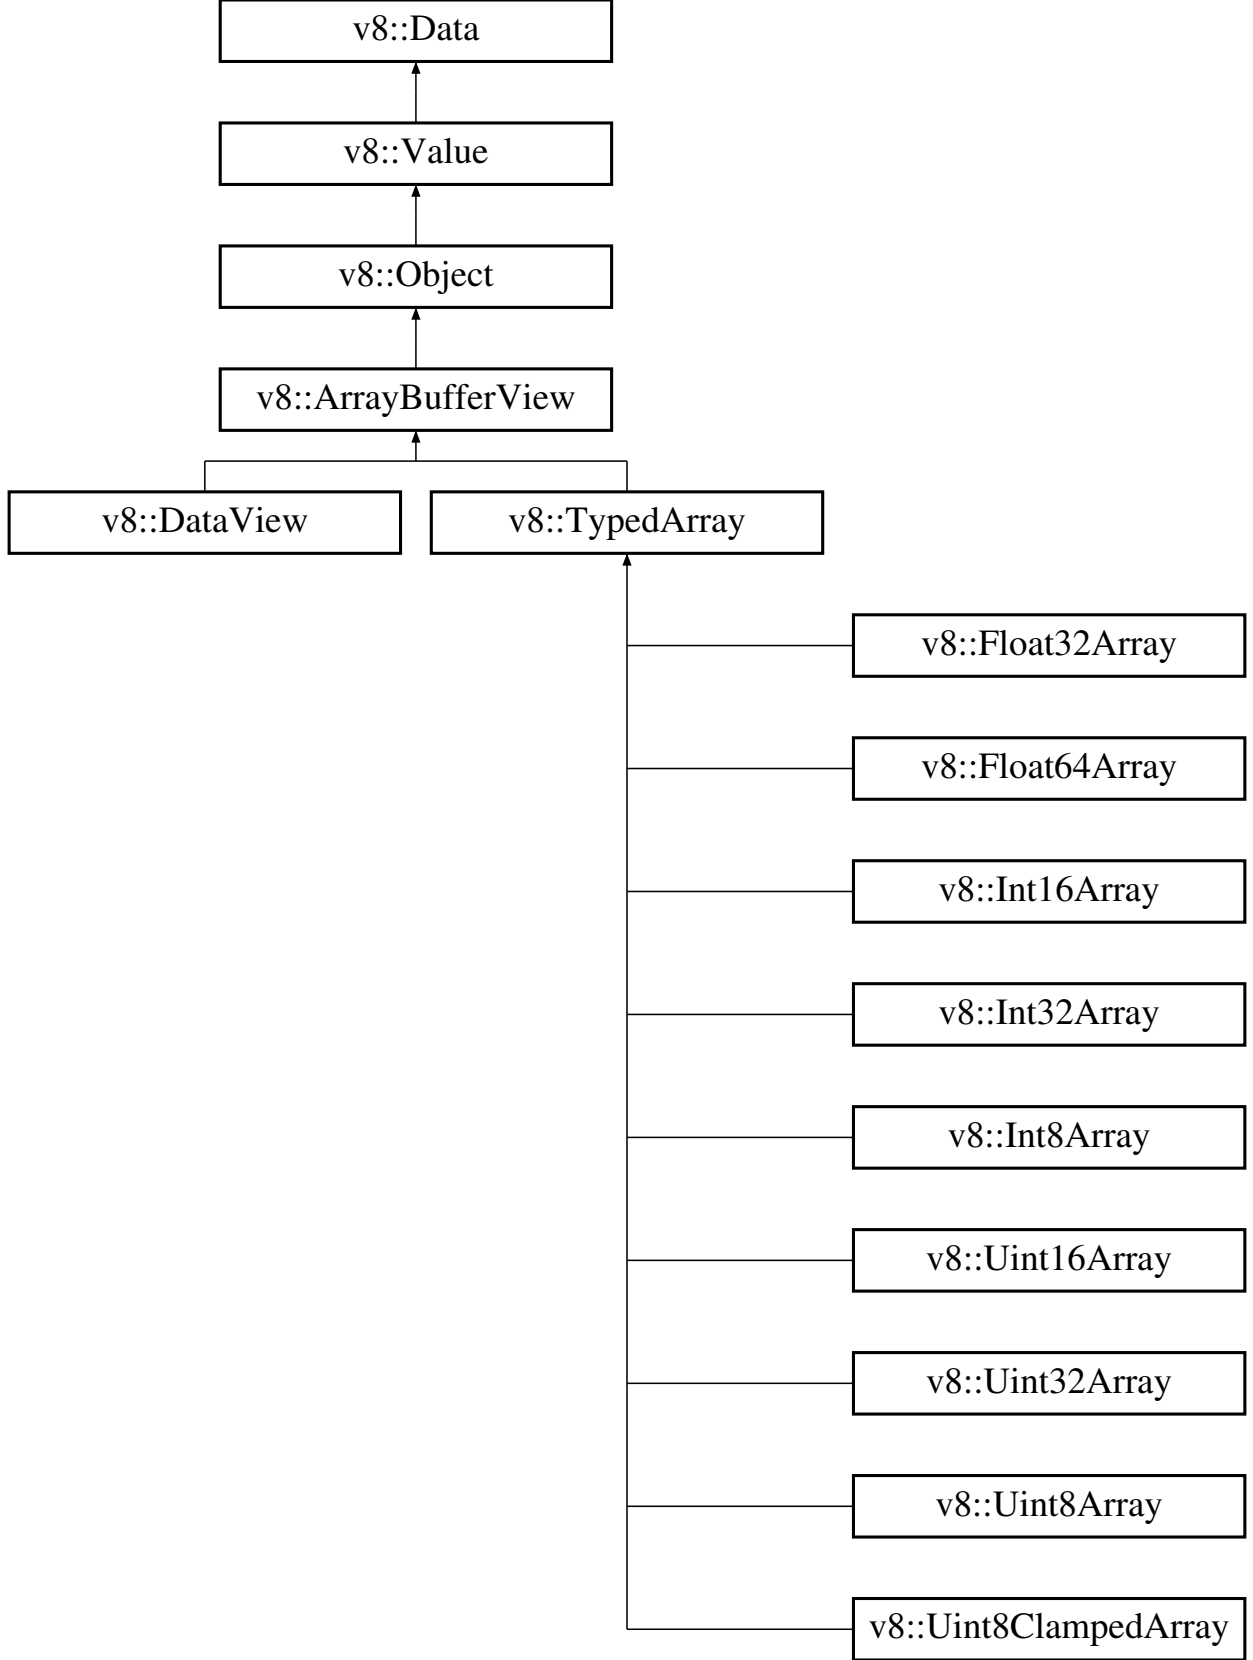 v8::Data
v8::Value
v8::Object
v8::ArrayBufferView
v8::DataView
v8::TypedArray
v8::Float32Array
v8::Float64Array
v8::Int16Array
v8::Int32Array
v8::Int8Array
v8::Uint16Array
v8::Uint32Array
v8::Uint8Array
v8::Uint8ClampedArray